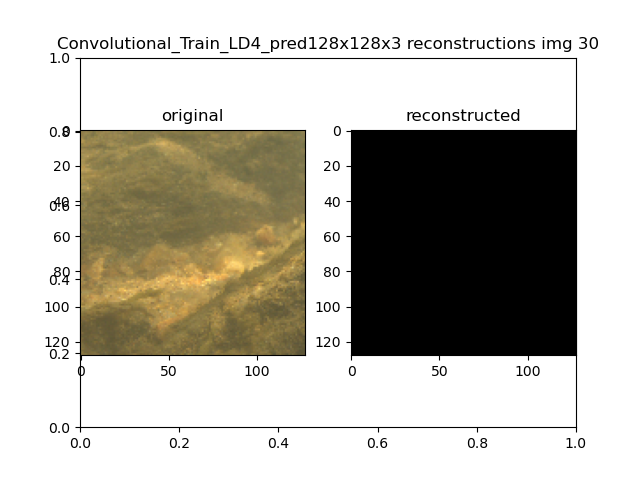 Convolutional_Train_LD4_pred128x128x3 reconstructions img 30
1.0
original reconstructed
0.8 0 0
20 20
40 0.6 40
60 60
80 0.4 80
100 100
120 0.2 120
0 50 100 0 50 100
0.0
0.0 0.2 0.4 0.6 0.8 1.0